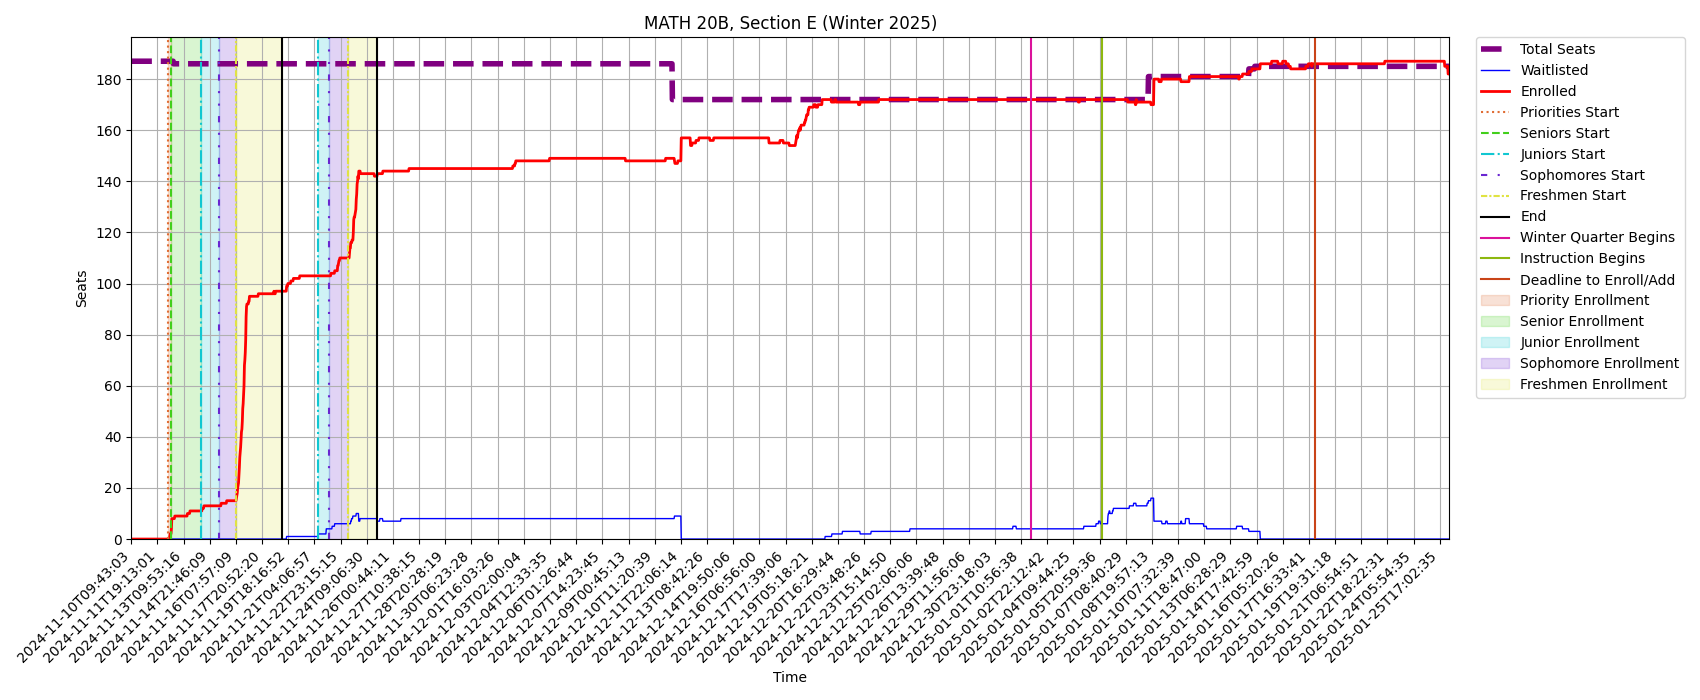 MATH 20B, Section E (Winter 2025)
Seats
180
160
140
120
100
80
60
40
20
0
2024-11-10T09:43:03
2024-11-11T19:13:01
2024-11-13T09:53:16
2024-11-14T21:46:09
2024-11-16T07:57:09
2024-11-17T20:52:20
2024-11-19T18:16:52
2024-11-21T04:06:57
2024-11-22T23:15:15
2024-11-24T09:06:30
2024-11-26T00:44:11
2024-11-27T10:38:15
2024-11-28T20:28:19
2024-11-30T06:23:28
2024-12-01T16:03:26
2024-12-03T02:00:04
2024-12-04T12:33:35
2024-12-06T01:26:44
2024-12-07T14:23:45
2024-12-09T00:45:13
2024-12-10T11:20:39
2024-12-11T22:06:14
2024-12-13T08:42:26
2024-12-14T19:50:06
2024-12-16T06:56:00
2024-12-17T17:39:06
2024-12-19T05:18:21
2024-12-20T16:29:44
2024-12-22T03:48:26
2024-12-23T15:14:50
2024-12-25T02:06:06
2024-12-26T13:39:48
2024-12-29T11:56:06
2024-12-30T23:18:03
2025-01-01T10:56:38
2025-01-02T22:12:42
2025-01-04T09:44:25
2025-01-05T20:59:36
2025-01-07T08:40:29
2025-01-08T19:57:13
2025-01-10T07:32:39
2025-01-11T18:47:00
2025-01-13T06:28:29
2025-01-14T17:42:59
2025-01-16T05:20:26
2025-01-17T16:33:41
2025-01-19T19:31:18
2025-01-21T06:54:51
2025-01-22T18:22:31
2025-01-24T05:54:35
2025-01-25T17:02:35
Time
Total Seats
Waitlisted
Enrolled
Priorities Start
Seniors Start
Juniors Start
Sophomores Start
Freshmen Start
End
Winter Quarter Begins
Instruction Begins
Deadline to Enroll/Add
Priority Enrollment
Senior Enrollment
Junior Enrollment
Sophomore Enrollment
Freshmen Enrollment